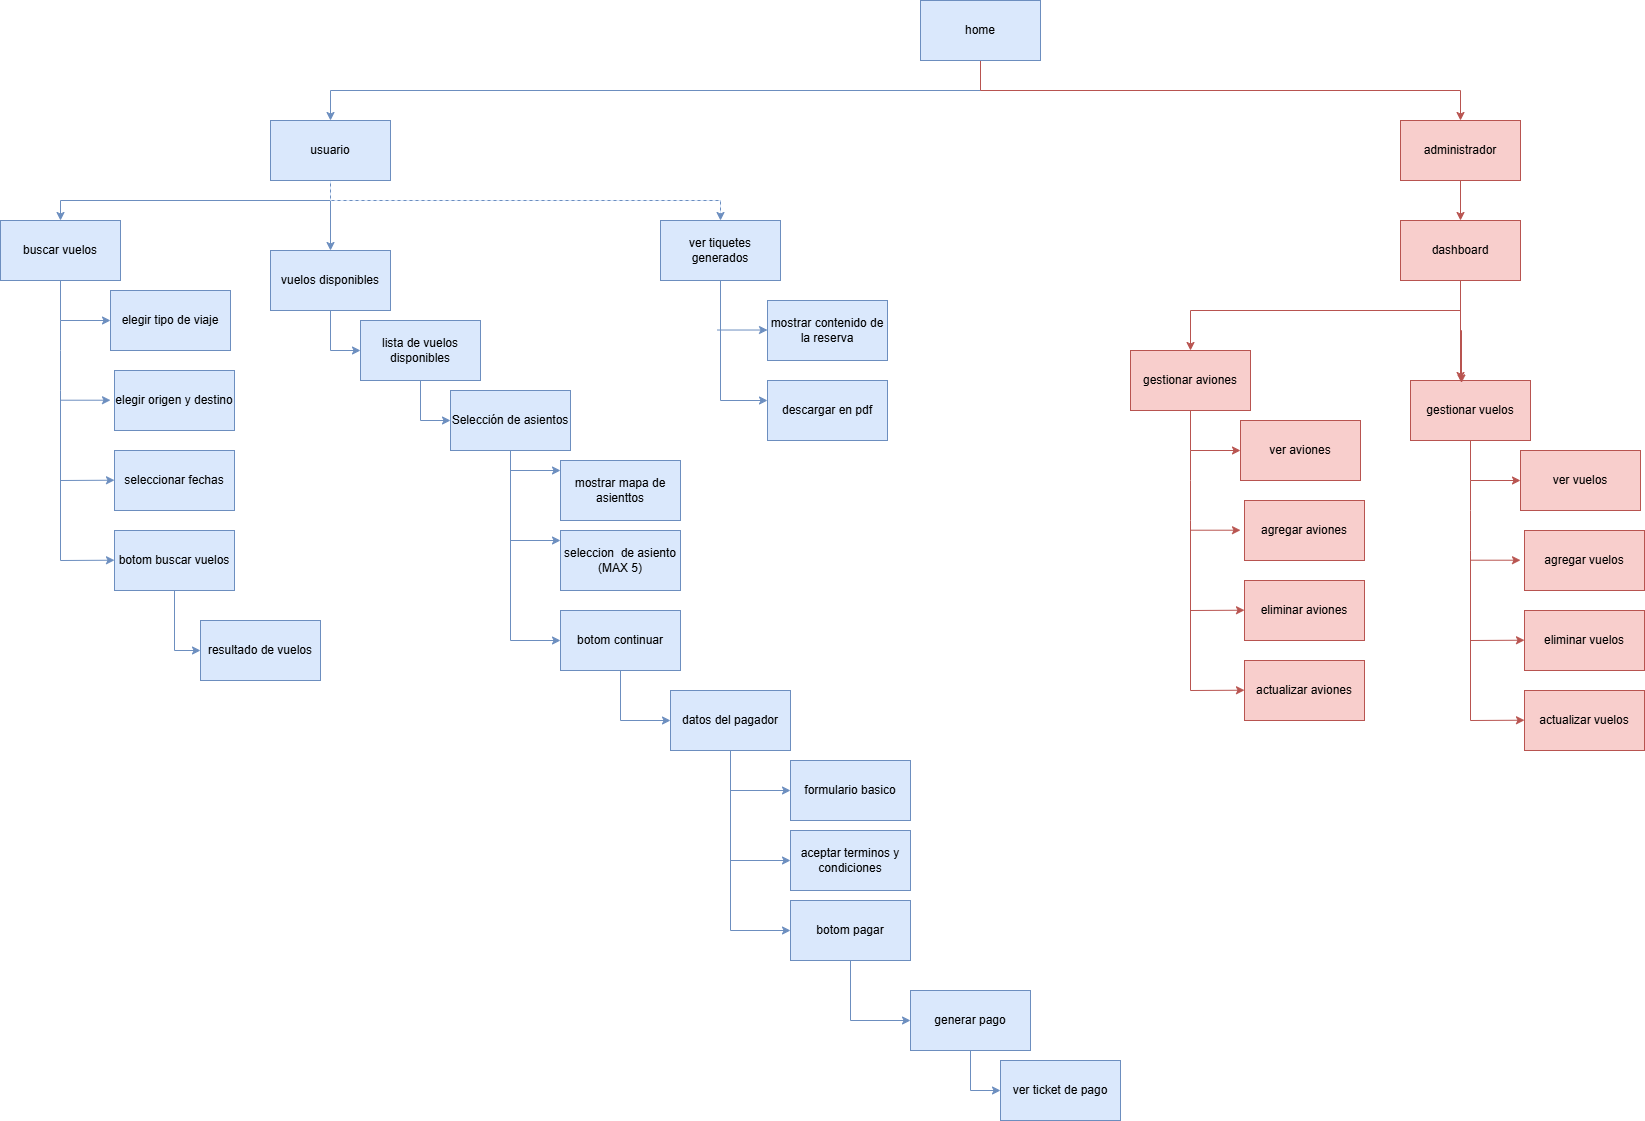 home
usuario
administrador
buscar vuelos
vuelos disponibles
ver tiquetes
generados
dashboard
elegir tipo de viaje
elegir origen y destino
seleccionar fechas
botom buscar vuelos
resultado de vuelos
lista de vuelos
disponibles
Selección de asientos
mostrar mapa de
asienttos
seleccion  de asiento
(MAX 5)
botom continuar
datos del pagador
formulario basico
aceptar terminos y
condiciones
botom pagar
generar pago
ver ticket de pago
mostrar contenido de
la reserva
descargar en pdf
gestionar aviones
ver aviones
agregar aviones
eliminar aviones
actualizar aviones
gestionar vuelos
ver vuelos
agregar vuelos
eliminar vuelos
actualizar vuelos